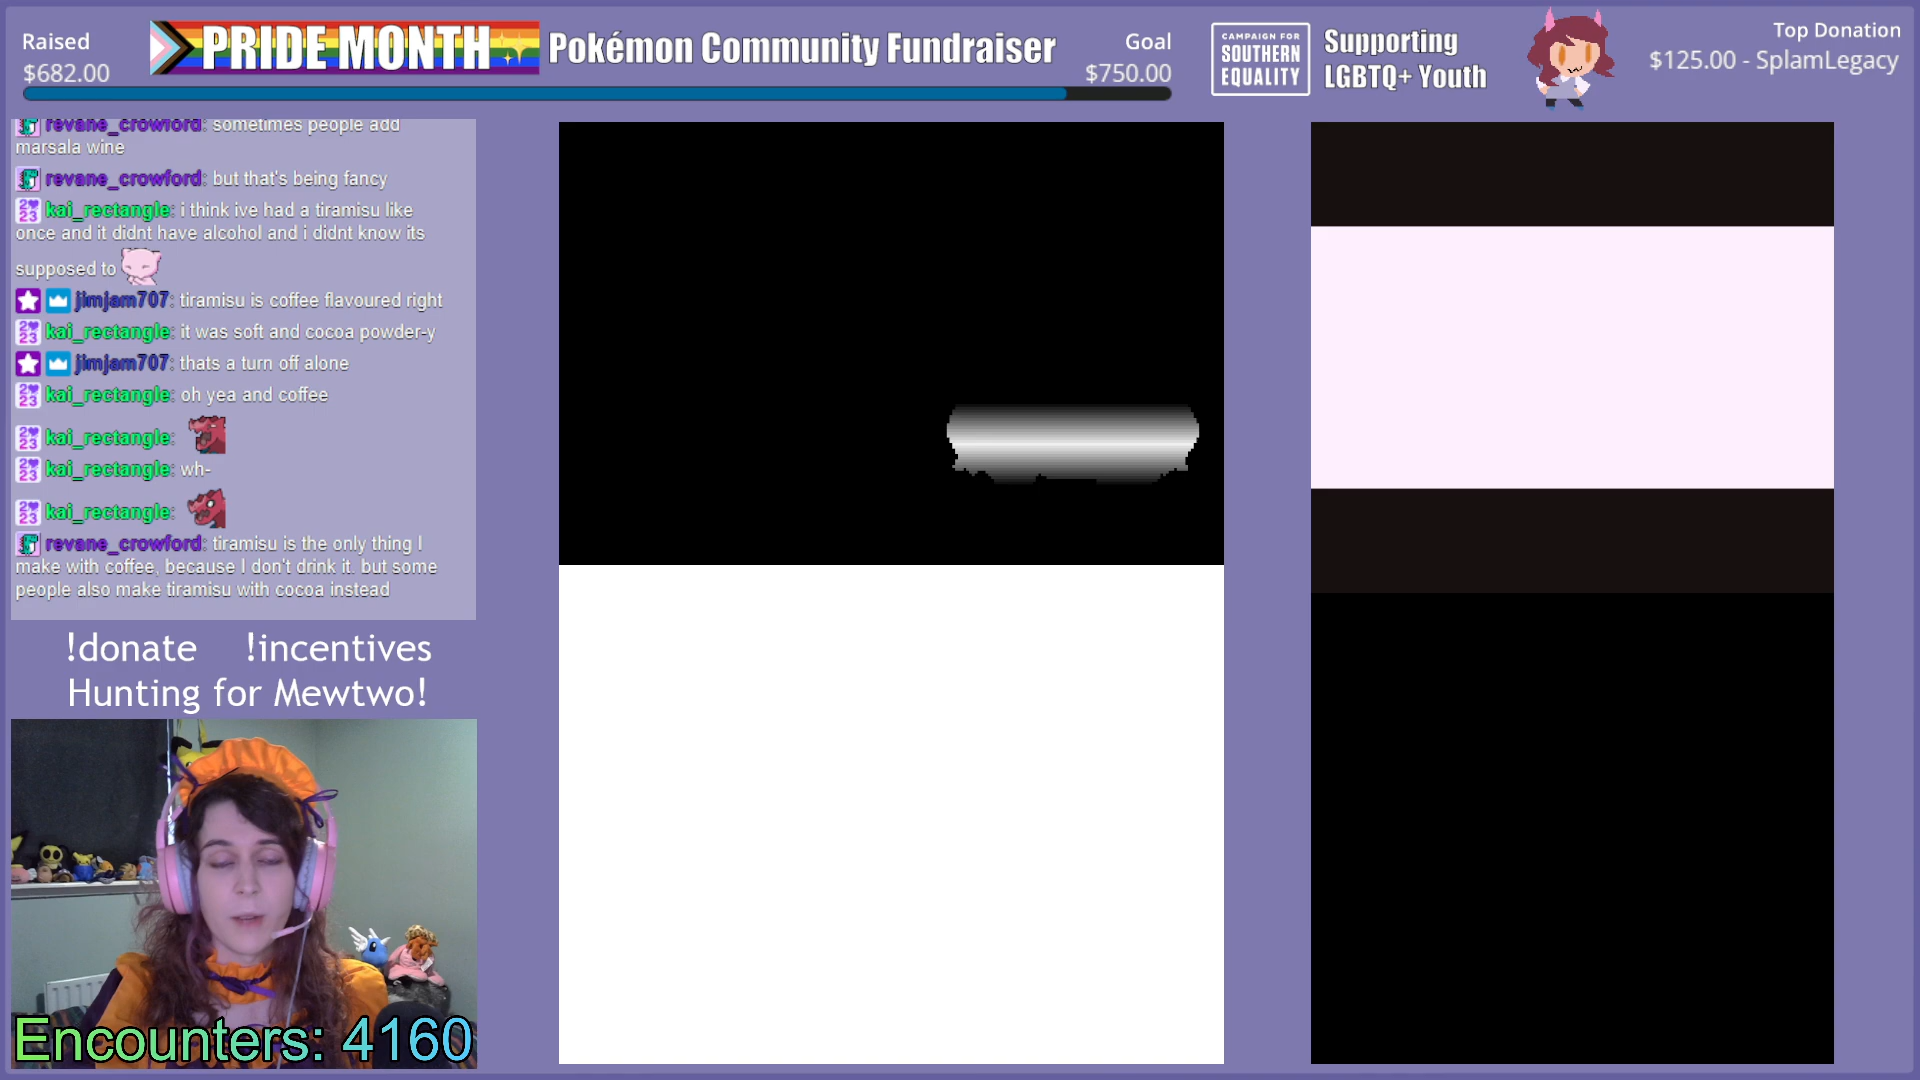 Raised
$682.00
PRIDE MONTH
Pokémon Community Fundraiser
Goal
$750.00
CAMPAIGN FOR
SOUTHERN
EQUALITY
Supporting
LGBTQ+ Youth
Top Donation
$125.00 - SplamLegacy
revane_crowford: sometimes people add
marsala wine
revane_crowford: but that's being fancy
kai_rectangle: i think ive had a tiramisu like
once and it didnt have alcohol and i didnt know its
supposed to
jimjam707: tiramisu is coffee flavoured right
kai_rectangle: it was soft and cocoa powder-y
jimjam707: thats a turn off alone
kai_rectangle: oh yea and coffee
kai_rectangle:
kai_rectangle: wh-
kai_rectangle:
revane_crowford: tiramisu is the only thing I
make with coffee, because I don't drink it. but some
people also make tiramisu with cocoa instead
!donate !incentives
Hunting for Mewtwo!
Encounters: 4160